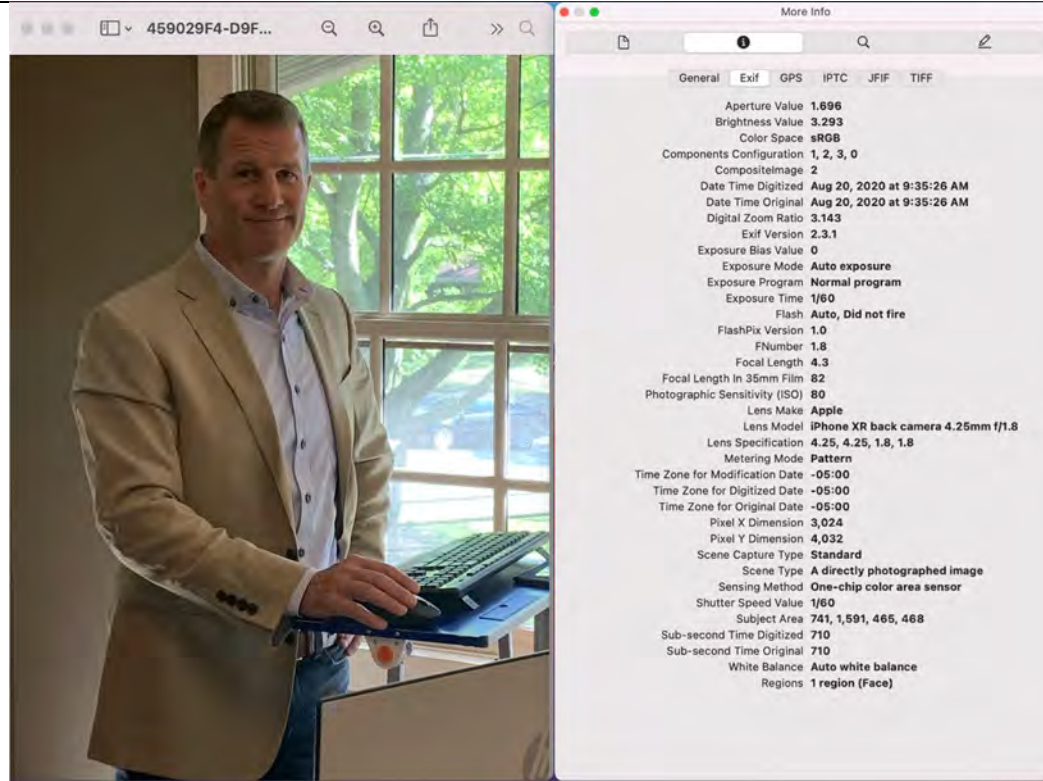 459029F4-D9F...
More Info
General Exif GPS IPTC JFIF TIFF
Aperture Value 1.696
Brightness Value 3.293
Color Space sRGB
Components Configuration 1, 2, 3, 0
CompositeImage 2
Date Time Digitized Aug 20, 2020 at 9:35:26 AM
Date Time Original Aug 20, 2020 at 9:35:26 AM
Digital Zoom Ratio 3.143
Exif Version 2.3.1
Exposure Bias Value 0
Exposure Mode Auto exposure
Exposure Program Normal program
Exposure Time 1/60
Flash Auto, Did not fire
FlashPix Version 1.0
FNumber 1.8
Focal Length 4.3
Focal Length In 35mm Film 82
Photographic Sensitivity (ISO) 80
Lens Make Apple
Lens Model iPhone XR back camera 4.25mm f/1.8
Lens Specification 4.25, 4.25, 1.8, 1.8
Metering Mode Pattern
Time Zone for Modification Date -05:00
Time Zone for Digitized Date -05:00
Time Zone for Original Date -05:00
Pixel X Dimension 3,024
Pixel Y Dimension 4,032
Scene Capture Type Standard
Scene Type A directly photographed image
Sensing Method One-chip color area sensor
Shutter Speed Value 1/60
Subject Area 741, 1,591, 465, 468
Sub-second Time Digitized 710
Sub-second Time Original 710
White Balance Auto white balance
Regions 1 region (Face)
hp